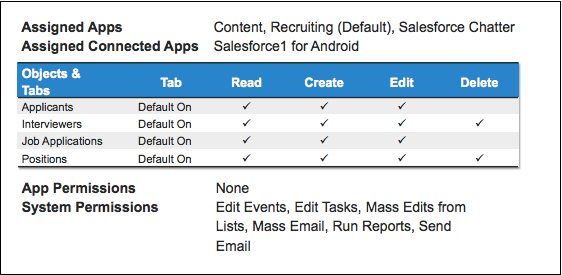 Assigned Apps Content, Recruiting (Default), Salesforce Chatter
Assigned Connected Apps Salesforce1 for Android
Objects & Tabs Tab Read Create Edit Delete
Applicants Default On ✓ ✓ ✓
Interviewers Default On ✓ ✓ ✓ ✓
Job Applications Default On ✓ ✓ ✓
Positions Default On ✓ ✓ ✓ ✓
App Permissions None
System Permissions Edit Events, Edit Tasks, Mass Edits from
Lists, Mass Email, Run Reports, Send
Email